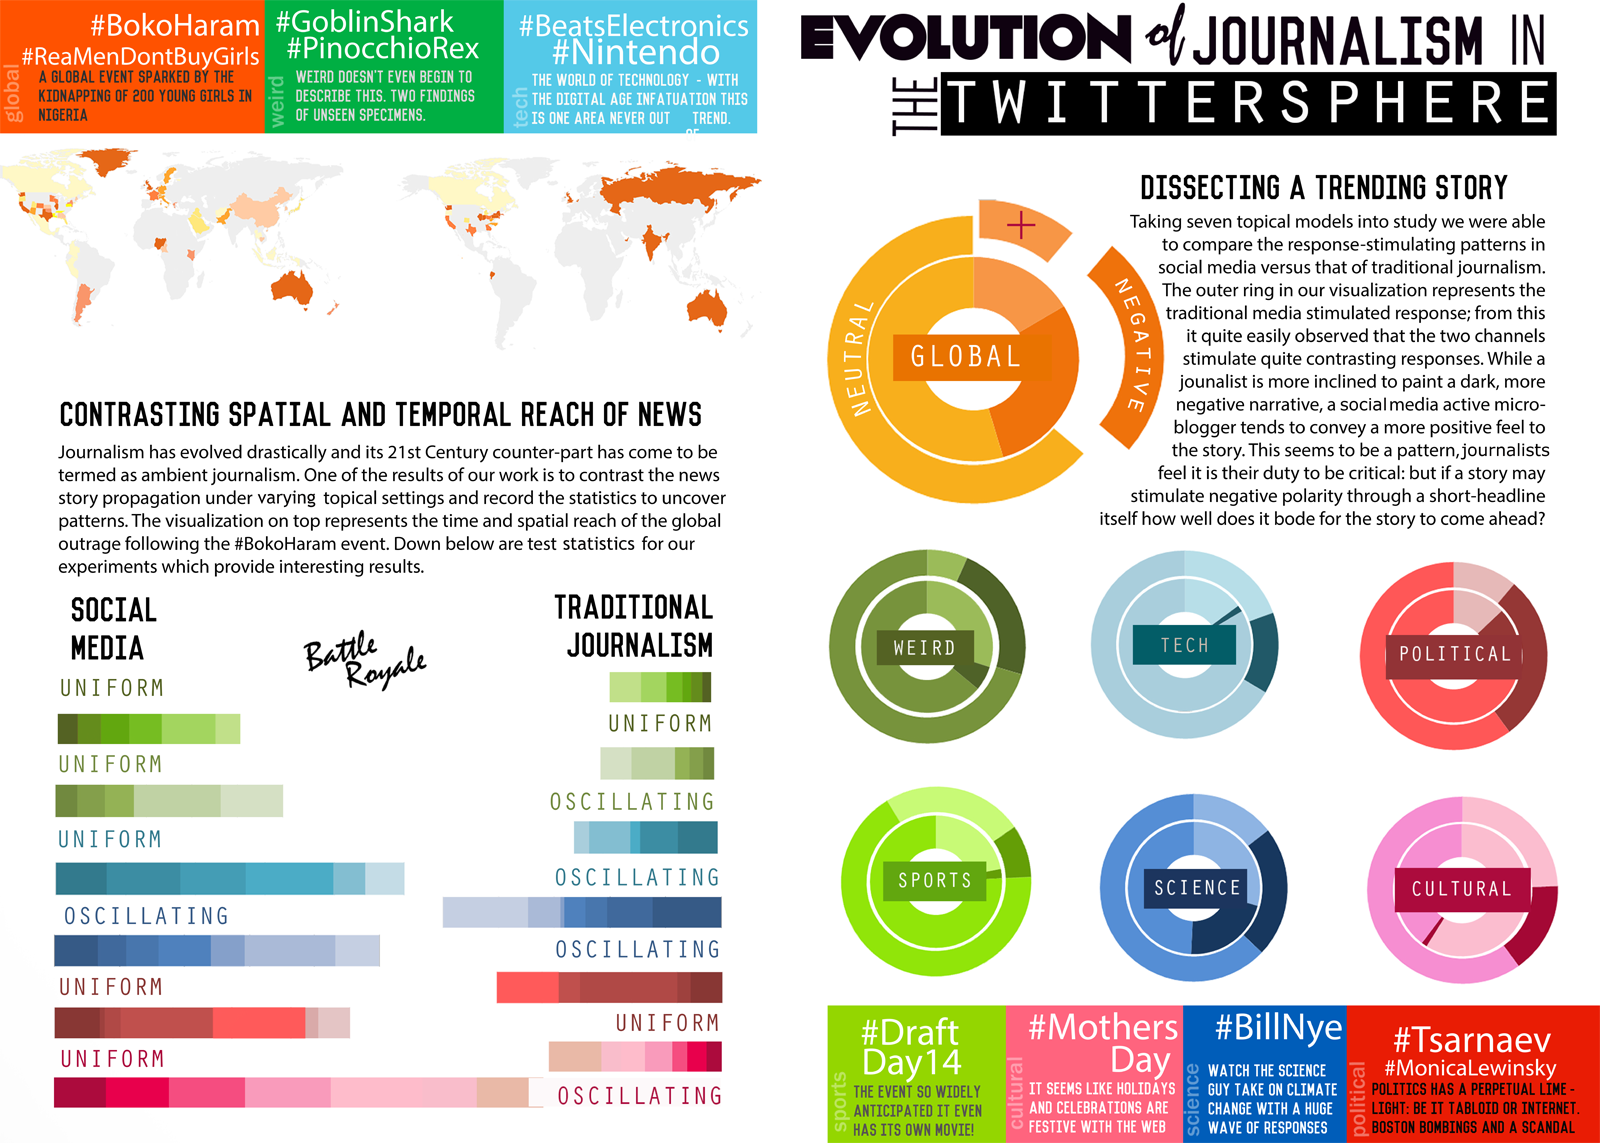 #BokoHaram
#ReaMenDontBuyGirls
global
A GLOBAL EVENT SPARKED BY THE
KIDNAPPING OF 200 YOUNG GIRLS IN
NIGERIA
#GoblinShark
#PinocchioRex
weird
WEIRD DOESN'T EVEN BEGIN TO
DESCRIBE THIS. TWO FINDINGS
OF UNSEEN SPECIMENS.
#BeatsElectronics
#Nintendo
tech
THE WORLD OF TECHNOLOGY - WITH
THE DIGITAL AGE INFATUATION THIS
IS ONE AREA NEVER OUT TREND.
OF
EVOLUTION of JOURNALISM IN
THE TWITTERSPHERE
CONTRASTING SPATIAL AND TEMPORAL REACH OF NEWS
Journalism has evolved drastically and its 21st Century counter-part has come to be
termed as ambient journalism. One of the results of our work is to contrast the news
story propagation under varying topical settings and record the statistics to uncover
patterns. The visualization on top represents the time and spatial reach of the global
outrage following the #BokoHaram event. Down below are test statistics for our
experiments which provide interesting results.
SOCIAL
MEDIA
Battle
Royale
TRADITIONAL
JOURNALISM
UNIFORM
UNIFORM
UNIFORM
OSCILLATING
UNIFORM
OSCILLATING
OSCILLATING
OSCILLATING
UNIFORM
UNIFORM
UNIFORM
OSCILLATING
DISSECTING A TRENDING STORY
Taking seven topical models into study we were able
to compare the response-stimulating patterns in
social media versus that of traditional journalism.
The outer ring in our visualization represents the
traditional media stimulated response; from this
it quite easily observed that the two channels
stimulate quite contrasting responses. While a
jounalist is more inclined to paint a dark, more
negative narrative, a social media active micro-
blogger tends to convey a more positive feel to
the story. This seems to be a pattern, journalists
feel it is their duty to be critical: but if a story may
stimulate negative polarity through a short-headline
itself how well does it bode for the story to come ahead?
+
NEUTRAL
NEGATIVE
GLOBAL
WEIRD
TECH
POLITICAL
SPORTS
SCIENCE
CULTURAL
#Draft
Day14
sports
THE EVENT SO WIDELY
ANTICIPATED IT EVEN
HAS ITS OWN MOVIE!
#Mothers
Day
cultural
IT SEEMS LIKE HOLIDAYS
AND CELEBRATIONS ARE
FESTIVE WITH THE WEB
#BillNye
science
WATCH THE SCIENCE
GUY TAKE ON CLIMATE
CHANGE WITH A HUGE
WAVE OF RESPONSES
#Tsarnaev
#MonicaLewinsky
political
POLITICS HAS A PERPETUAL LIME -
LIGHT: BE IT TABLOID OR INTERNET.
BOSTON BOMBINGS AND A SCANDAL